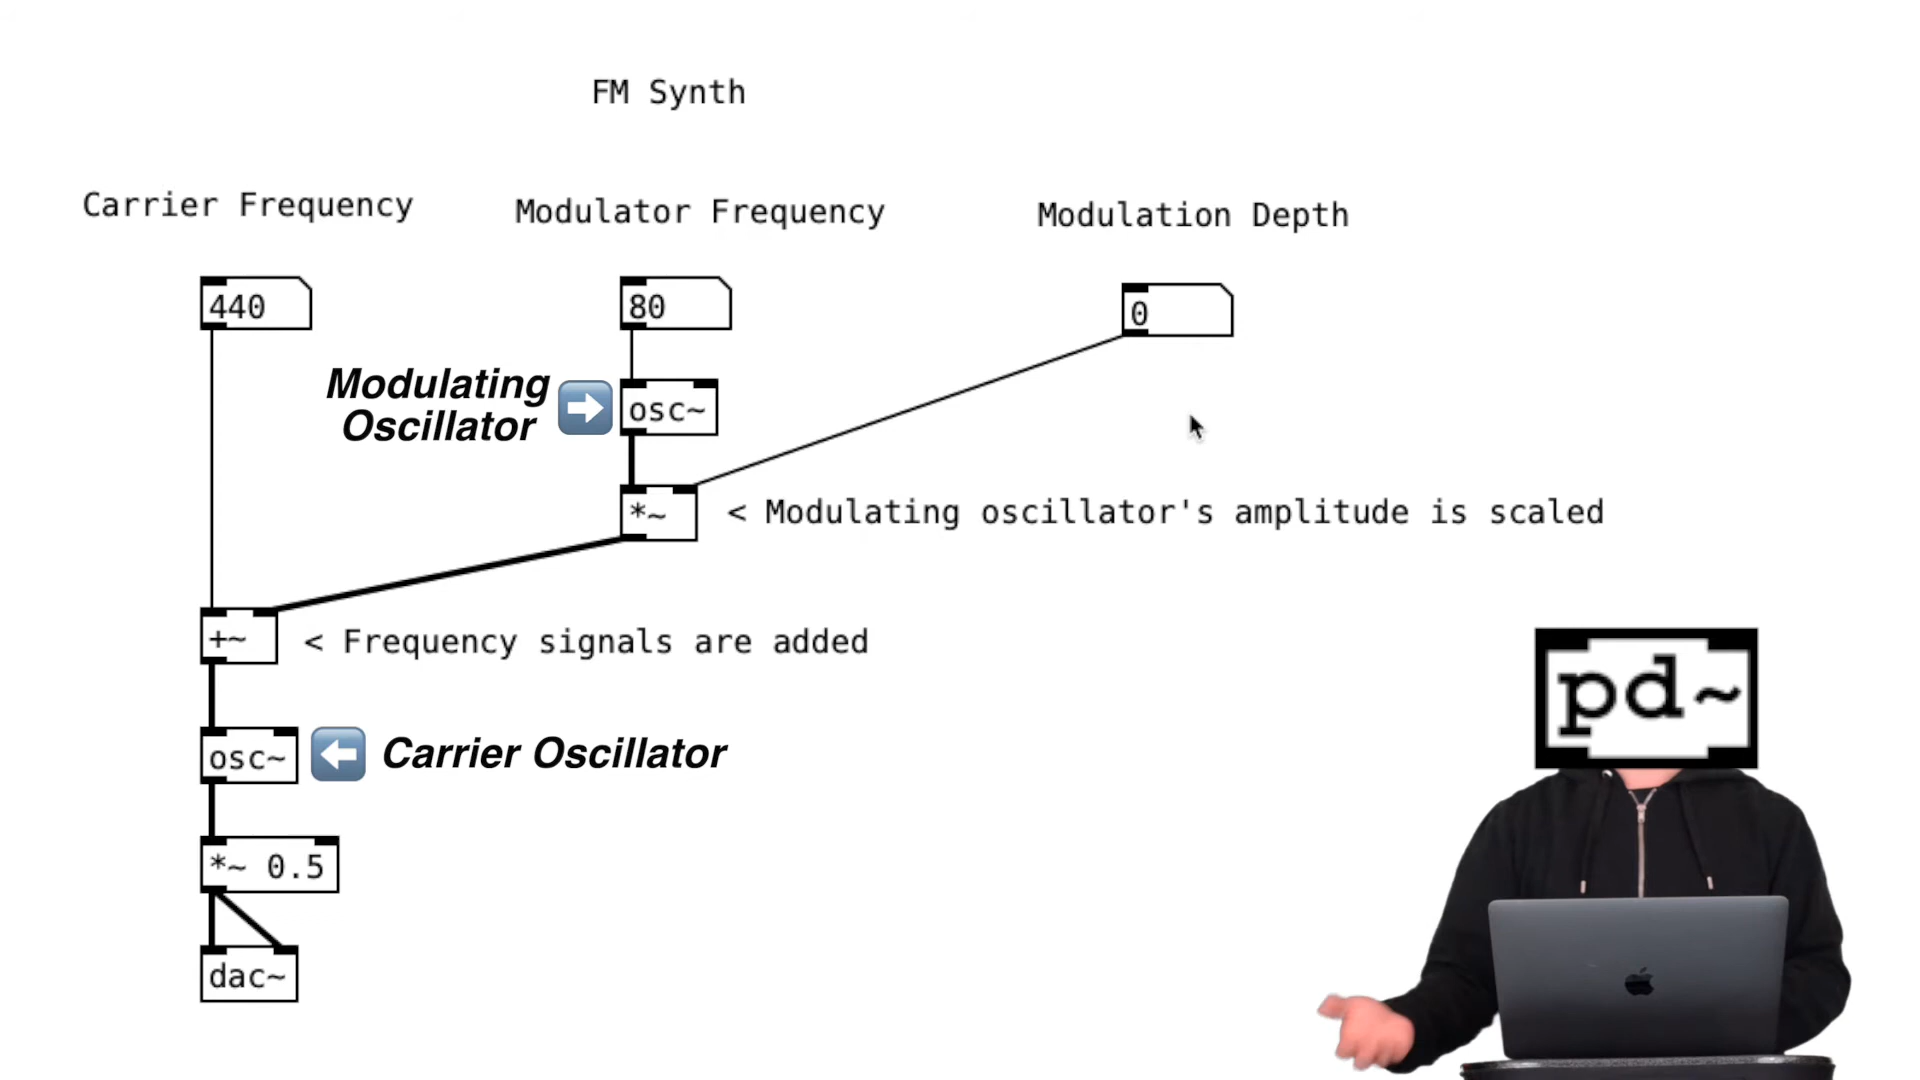 FM Synth
Carrier Frequency
Modulator Frequency
Modulation Depth
440
80
0
Modulating
Oscillator
osc~
*~
< Modulating oscillator's amplitude is scaled
+~
< Frequency signals are added
osc~
Carrier Oscillator
*~ 0.5
dac~
pd~